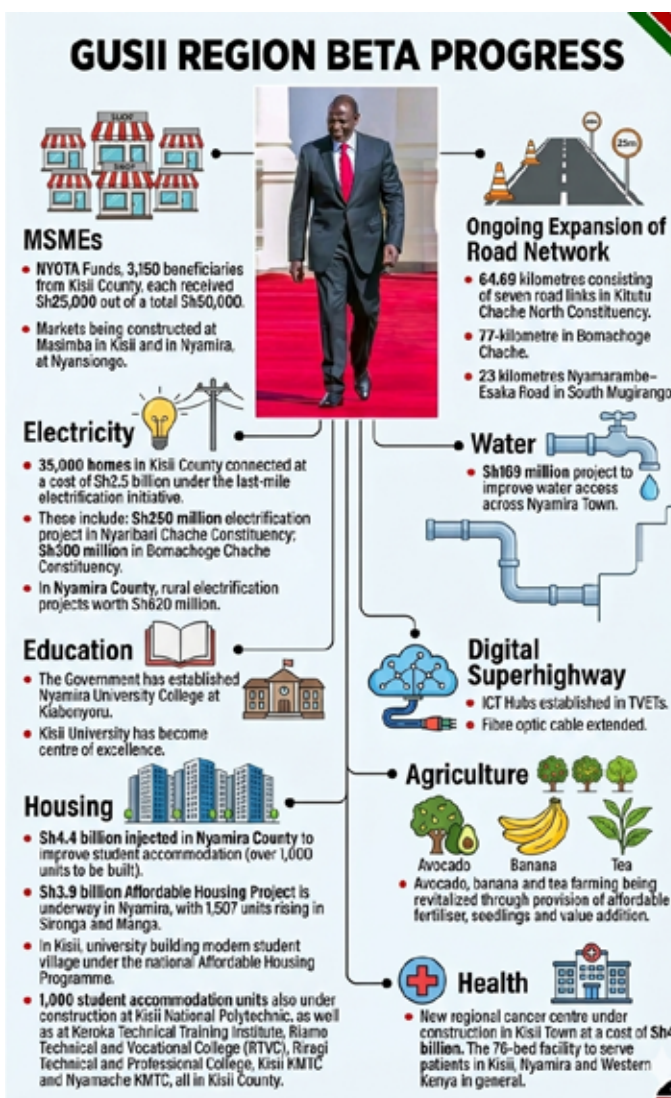 GUSII REGION BETA PROGRESS
SHOP
SHOP
MSMEs
• NYOTA Funds, 3,150 beneficiaries
from Kisii County, each received
Sh25,000 out of a total Sh50,000.
• Markets being constructed at
Masimba in Kisii and in Nyamira,
at Nyansiongo.
Electricity
• 35,000 homes in Kisii County connected at
a cost of Sh2.5 billion under the last-mile
electrification initiative.
• These include: Sh250 million electrification
project in Nyaribari Chache Constituency;
Sh300 million in Bomachoge Chache
Constituency.
• In Nyamira County, rural electrification
projects worth Sh620 million.
Education
• The Government has established
Nyamira University College at
Kiabonyoru.
• Kisii University has become
centre of excellence.
Housing
• Sh4.4 billion injected in Nyamira County to
improve student accommodation (over 1,000
units to be built).
• Sh3.9 billion Affordable Housing Project is
underway in Nyamira, with 1,507 units rising in
Sironga and Manga.
• In Kisii, university building modern student
village under the national Affordable Housing
Programme.
• 1,000 student accommodation units also under
construction at Kisii National Polytechnic, as well
as at Keroka Technical Training Institute, Riamo
Technical and Vocational College (RTVC), Riragi
Technical and Professional College, Kisii KMTC
and Nyamache KMTC, all in Kisii County.
25m
Ongoing Expansion of
Road Network
• 64.69 kilometres consisting
of seven road links in Kitutu
Chache North Constituency.
• 77-kilometre in Bomachoge
Chache.
• 23 kilometres Nyamarambe–
Esaka Road in South Mugirango
Water
• Sh169 million project to
improve water access
across Nyamira Town.
Digital
Superhighway
• ICT Hubs established in TVETs.
• Fibre optic cable extended.
Agriculture
Avocado Banana Tea
• Avocado, banana and tea farming being
revitalized through provision of affordable
fertiliser, seedlings and value addition.
Health
• New regional cancer centre under
construction in Kisii Town at a cost of Sh4
billion. The 76-bed facility to serve
patients in Kisii, Nyamira and Western
Kenya in general.